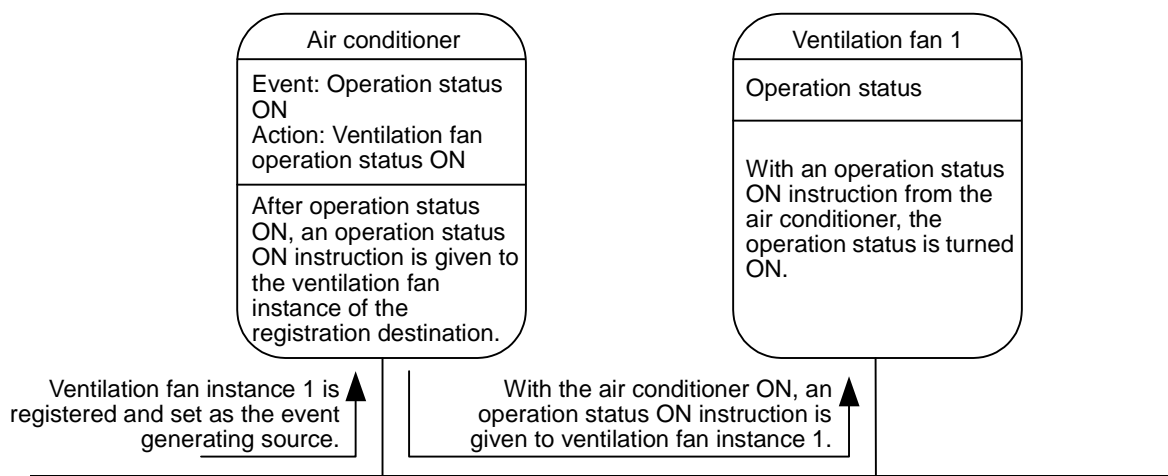 Air conditioner
Event: Operation status
ON
Action: Ventilation fan
operation status ON
After operation status
ON, an operation status
ON instruction is given to
the ventilation fan
instance of the
registration destination.
Ventilation fan 1
Operation status
With an operation status
ON instruction from the
air conditioner, the
operation status is turned
ON.
Ventilation fan instance 1 is
registered and set as the event
generating source.
With the air conditioner ON, an
operation status ON instruction is
given to ventilation fan instance 1.